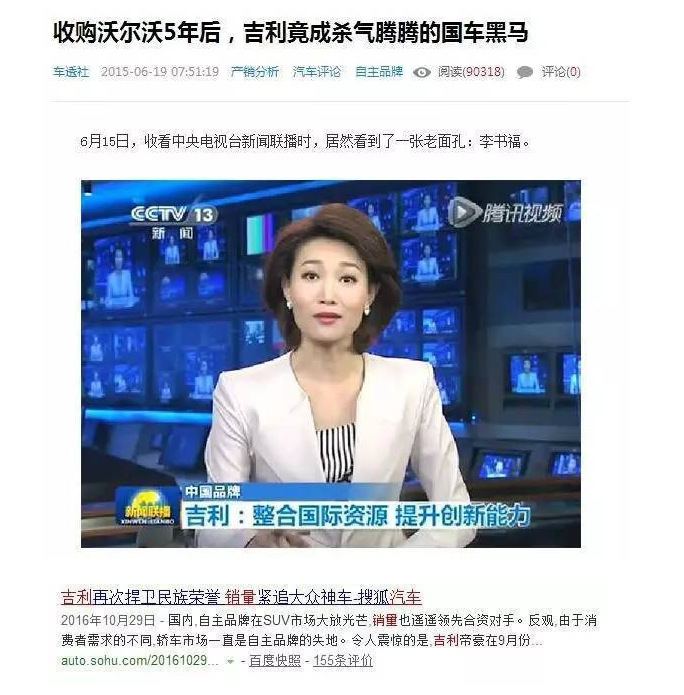 收购沃尔沃5年后，吉利竟成杀气腾腾的国车黑马
车透社 2015-06-19 07:51:19 产销分析 汽车评论 自主品牌 阅读(90318) 评论(0)
6月15日，收看中央电视台新闻联播时，居然看到了一张老面孔：李书福。
CCTV 13
新闻
腾讯视频
中国品牌
新闻联播
XINWEN LIANBO
吉利：整合国际资源 提升创新能力
吉利再次捍卫民族荣誉 销量紧追大众神车-搜狐汽车
2016年10月29日 - 国内,自主品牌在SUV市场大放光芒,销量也遥遥领先合资对手。反观,由于消
费者需求的不同,轿车市场一直是自主品牌的失地。令人震惊的是,吉利帝豪在9月份...
auto.sohu.com/20161029... - 百度快照 - 155条评价